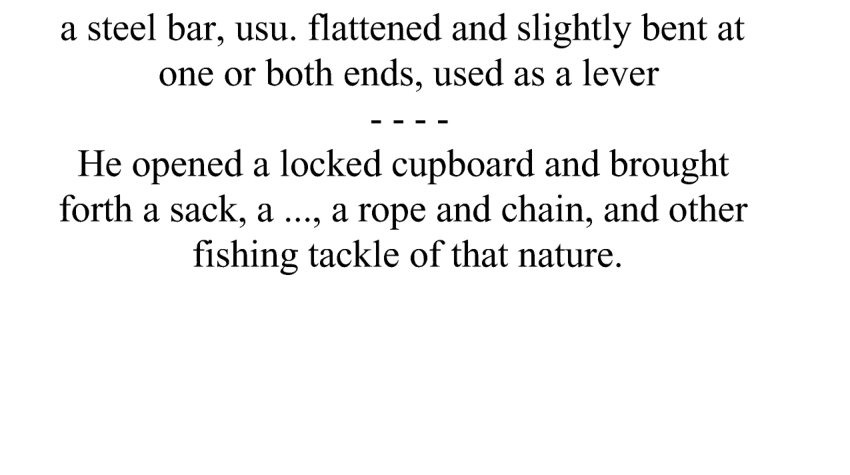 a steel bar, usu. flattened and slightly bent at
one or both ends, used as a lever
- - - -
He opened a locked cupboard and brought
forth a sack, a ..., a rope and chain, and other
fishing tackle of that nature.